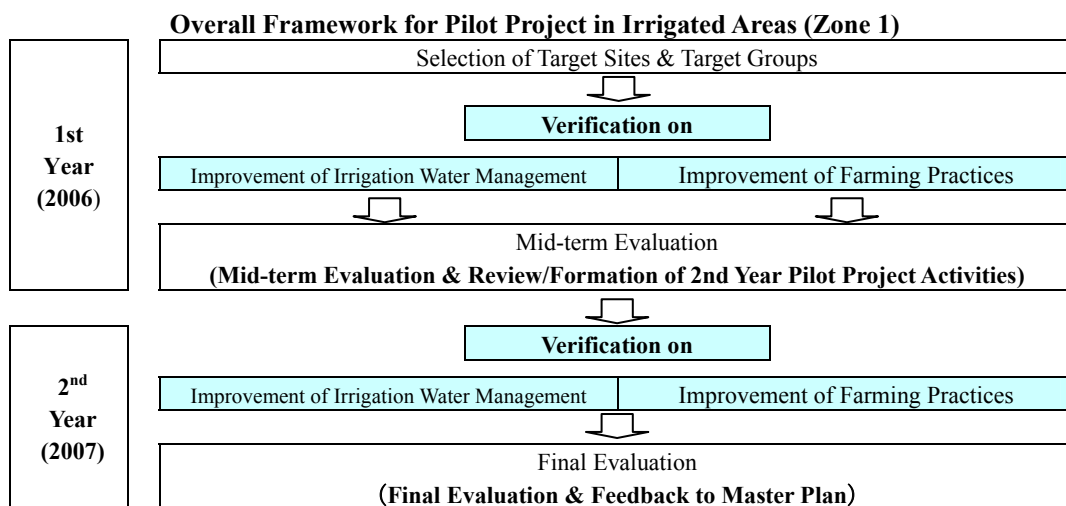 Overall Framework for Pilot Project in Irrigated Areas (Zone 1)
1st
Year
(2006)
Selection of Target Sites & Target Groups
Verification on
Improvement of Irrigation Water Management
Improvement of Farming Practices
Mid-term Evaluation
(Mid-term Evaluation & Review/Formation of 2nd Year Pilot Project Activities)
2nd
Year
(2007)
Verification on
Improvement of Irrigation Water Management
Improvement of Farming Practices
Final Evaluation
(Final Evaluation & Feedback to Master Plan)